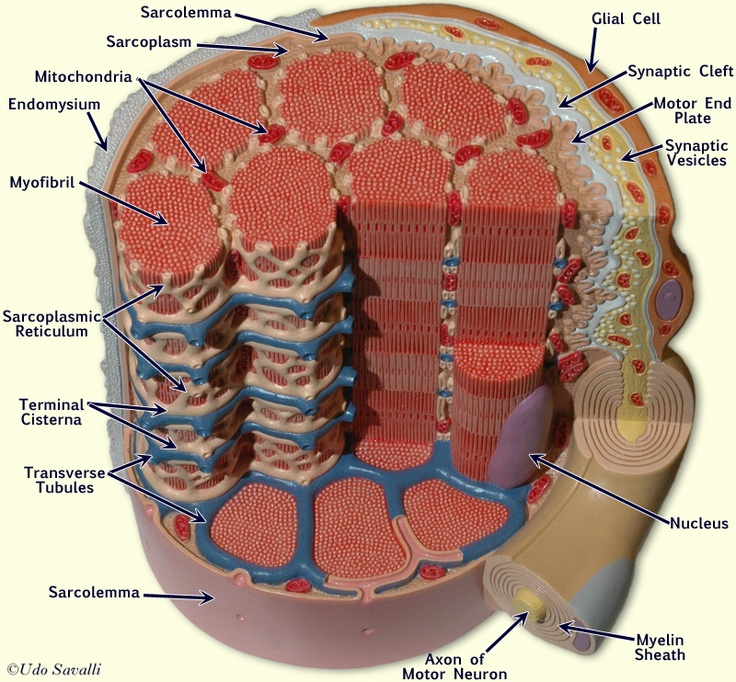 Sarcolemma
Sarcoplasm
Mitochondria
Endomysium
Myofibril
Sarcoplasmic
Reticulum
Terminal
Cisterna
Transverse
Tubules
Sarcolemma
Glial Cell
Synaptic Cleft
Motor End
Plate
Synaptic
Vesicles
Nucleus
Myelin
Sheath
Axon of
Motor Neuron
©Udo Savalli